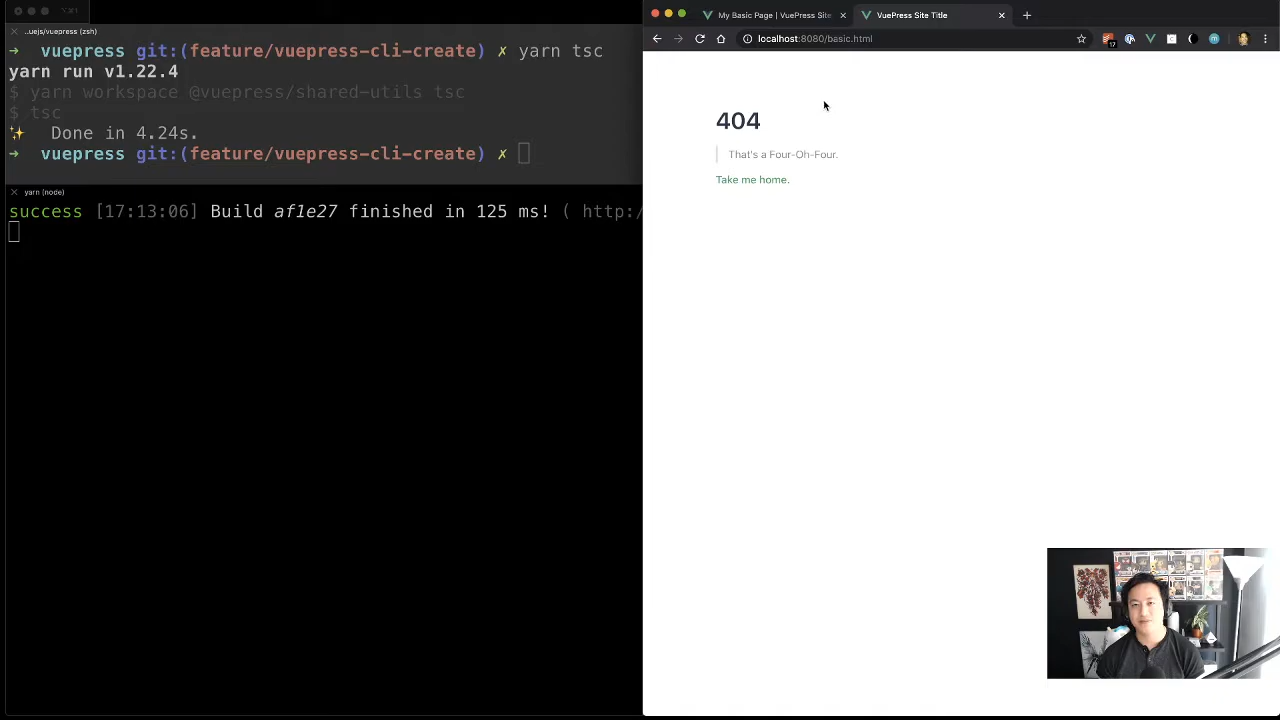 ⌥⌘1
..uejs/vuepress (zsh)
➜ vuepress git:(feature/vuepress-cli-create) ✗ yarn tsc
yarn run v1.22.4
$ yarn workspace @vuepress/shared-utils tsc
$ tsc
✨ Done in 4.24s.
➜ vuepress git:(feature/vuepress-cli-create) ✗
yarn (node)
success [17:13:06] Build af1e27 finished in 125 ms! ( http:/
My Basic Page | VuePress Site
VuePress Site Title
localhost:8080/basic.html
17
404
That's a Four-Oh-Four.
Take me home.